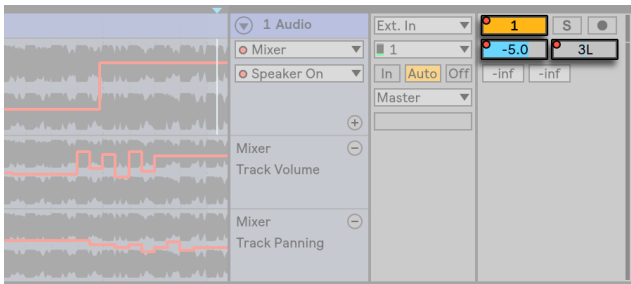 1 Audio Ext. In 1 S
Mixer 1 -5.0 3L
Speaker On In Auto Off -inf -inf
Master
Mixer
Track Volume
Mixer
Track Panning